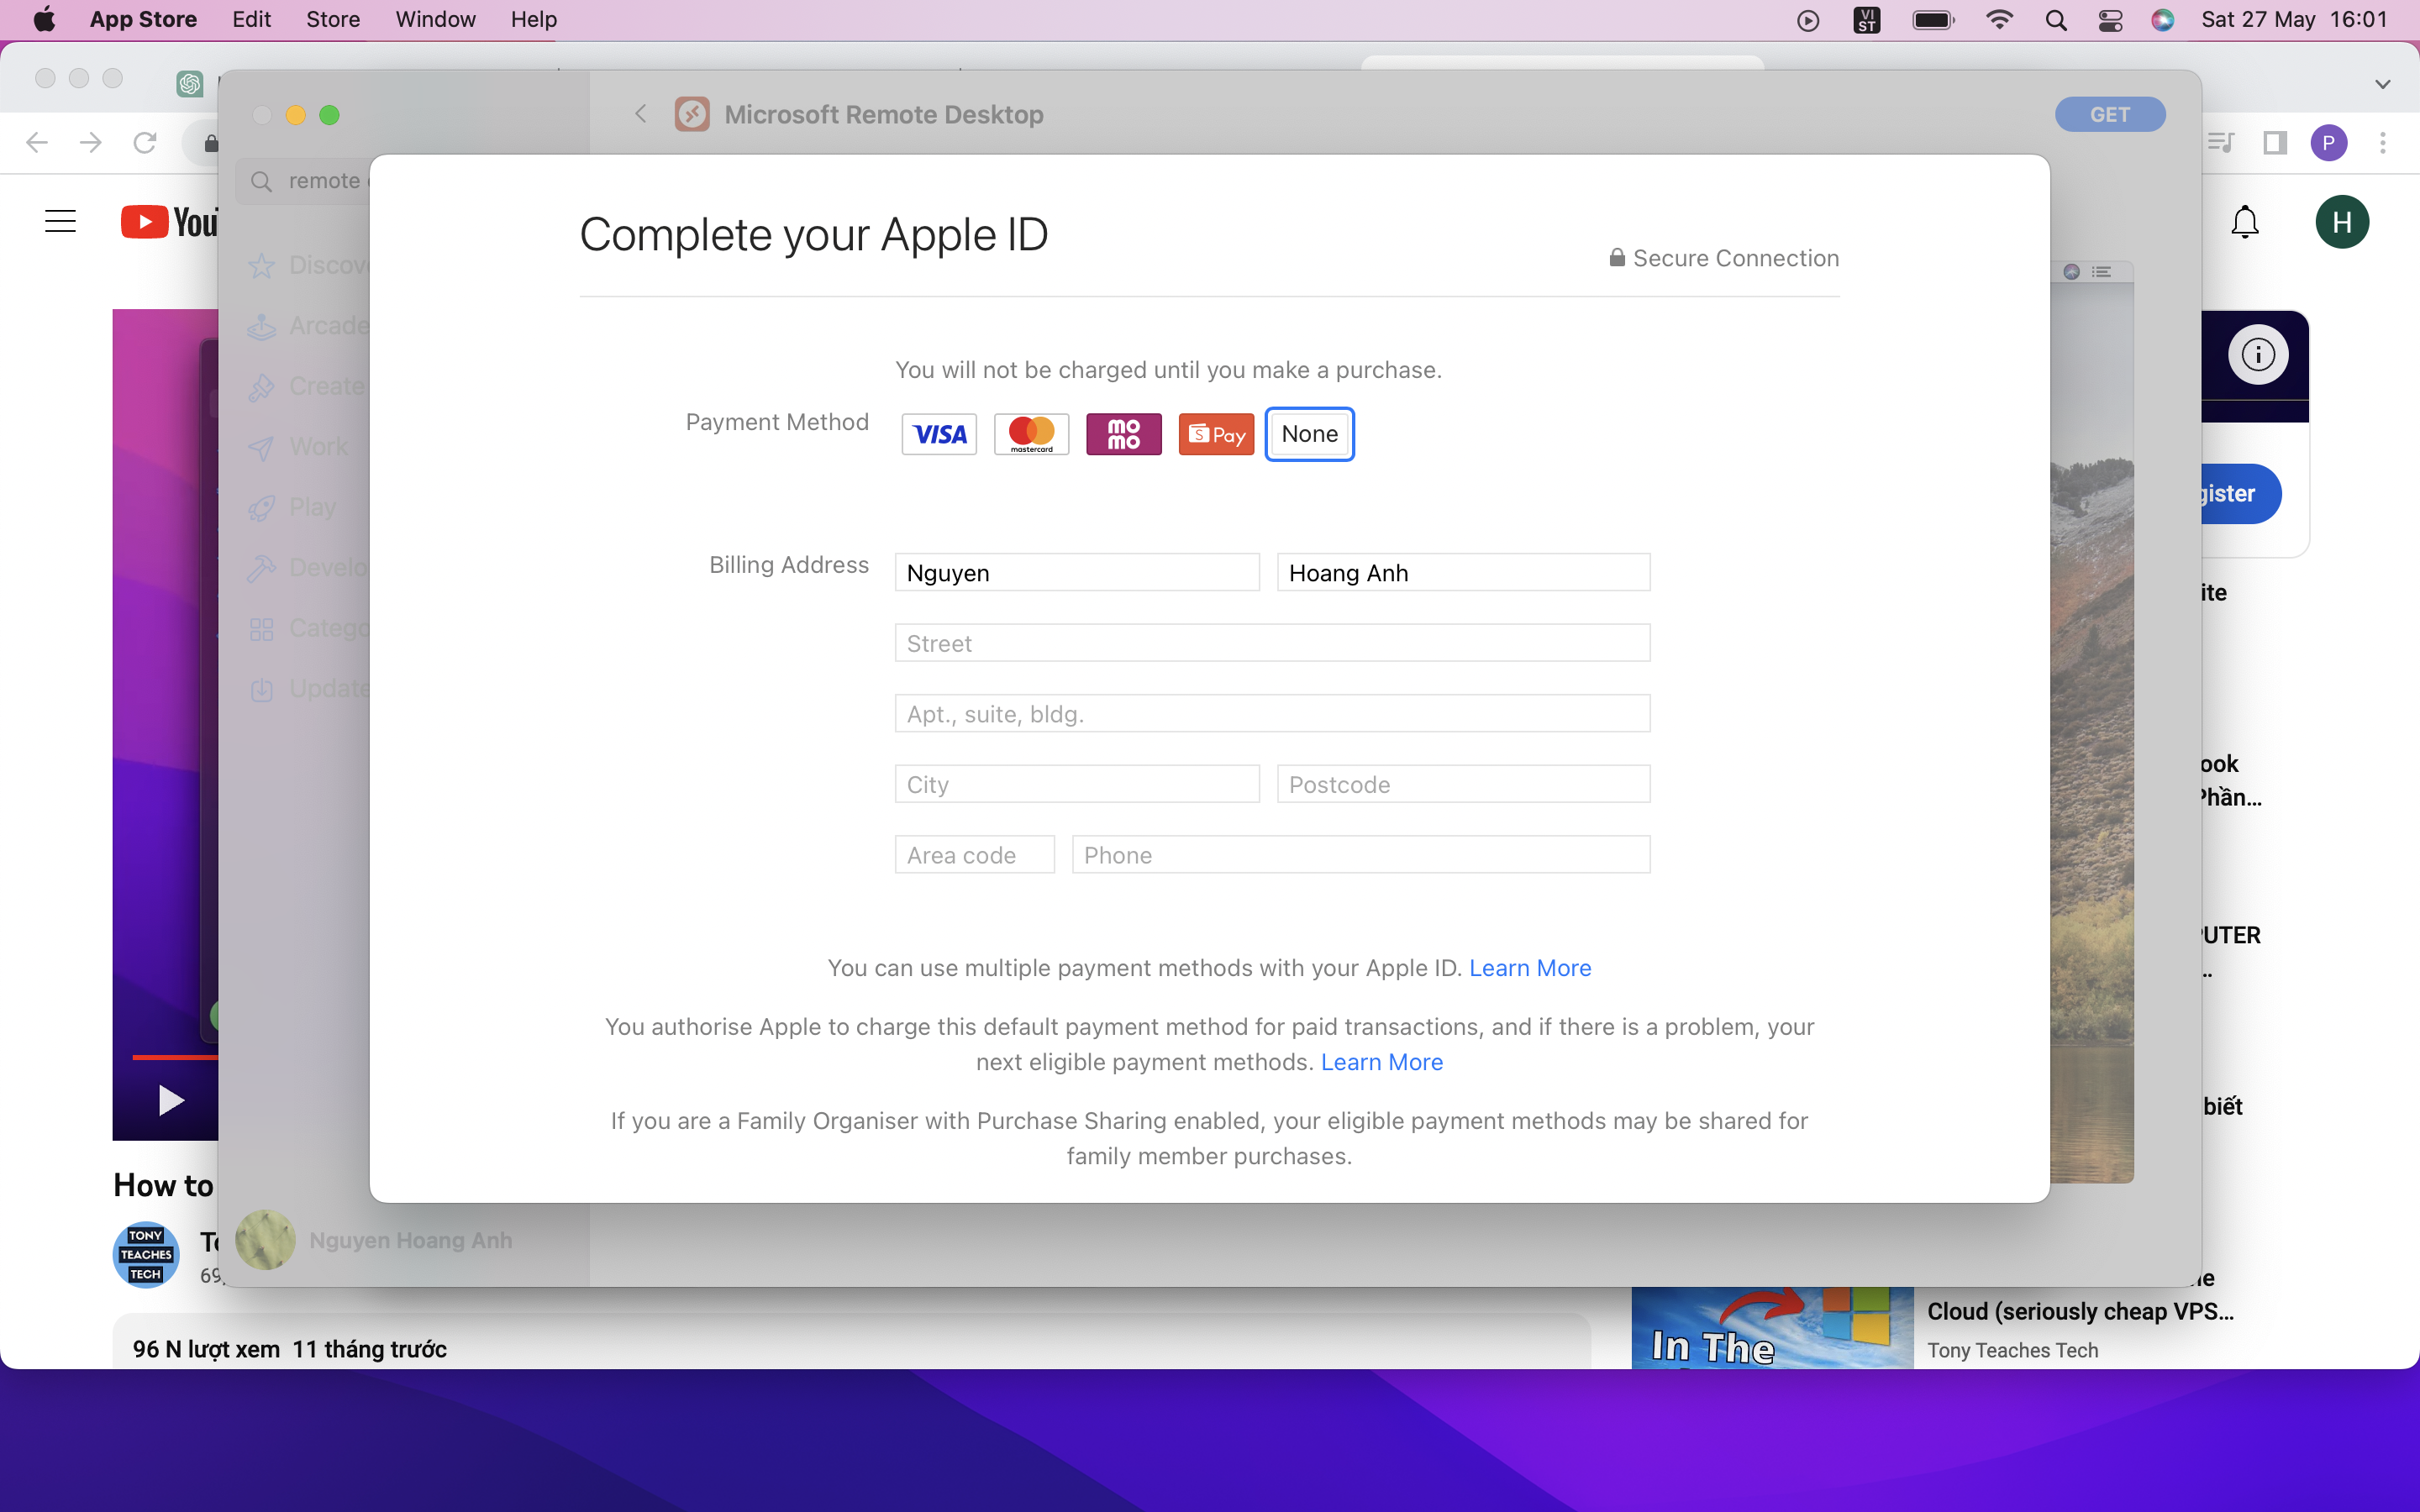 App Store Edit Store Window Help VI ST Sat 27 May 16:01
Microsoft Remote Desktop GET
P
remote
You
H
Complete your Apple ID
Secure Connection
Discov
Arcade
Create
Work
Play
Develo
Catego
Update
You will not be charged until you make a purchase.
Payment Method VISA mastercard mo mo S Pay None
gister
Billing Address Nguyen Hoang Anh
Street
Apt., suite, bldg.
City Postcode
Area code Phone
ite
ook
Phần...
PUTER
...
biết
You can use multiple payment methods with your Apple ID. Learn More
You authorise Apple to charge this default payment method for paid transactions, and if there is a problem, your
next eligible payment methods. Learn More
If you are a Family Organiser with Purchase Sharing enabled, your eligible payment methods may be shared for
family member purchases.
How to
TONY
TEACHES
TECH
To
69,
Nguyen Hoang Anh
96 N lượt xem 11 tháng trước
In The
Cloud (seriously cheap VPS...
Tony Teaches Tech